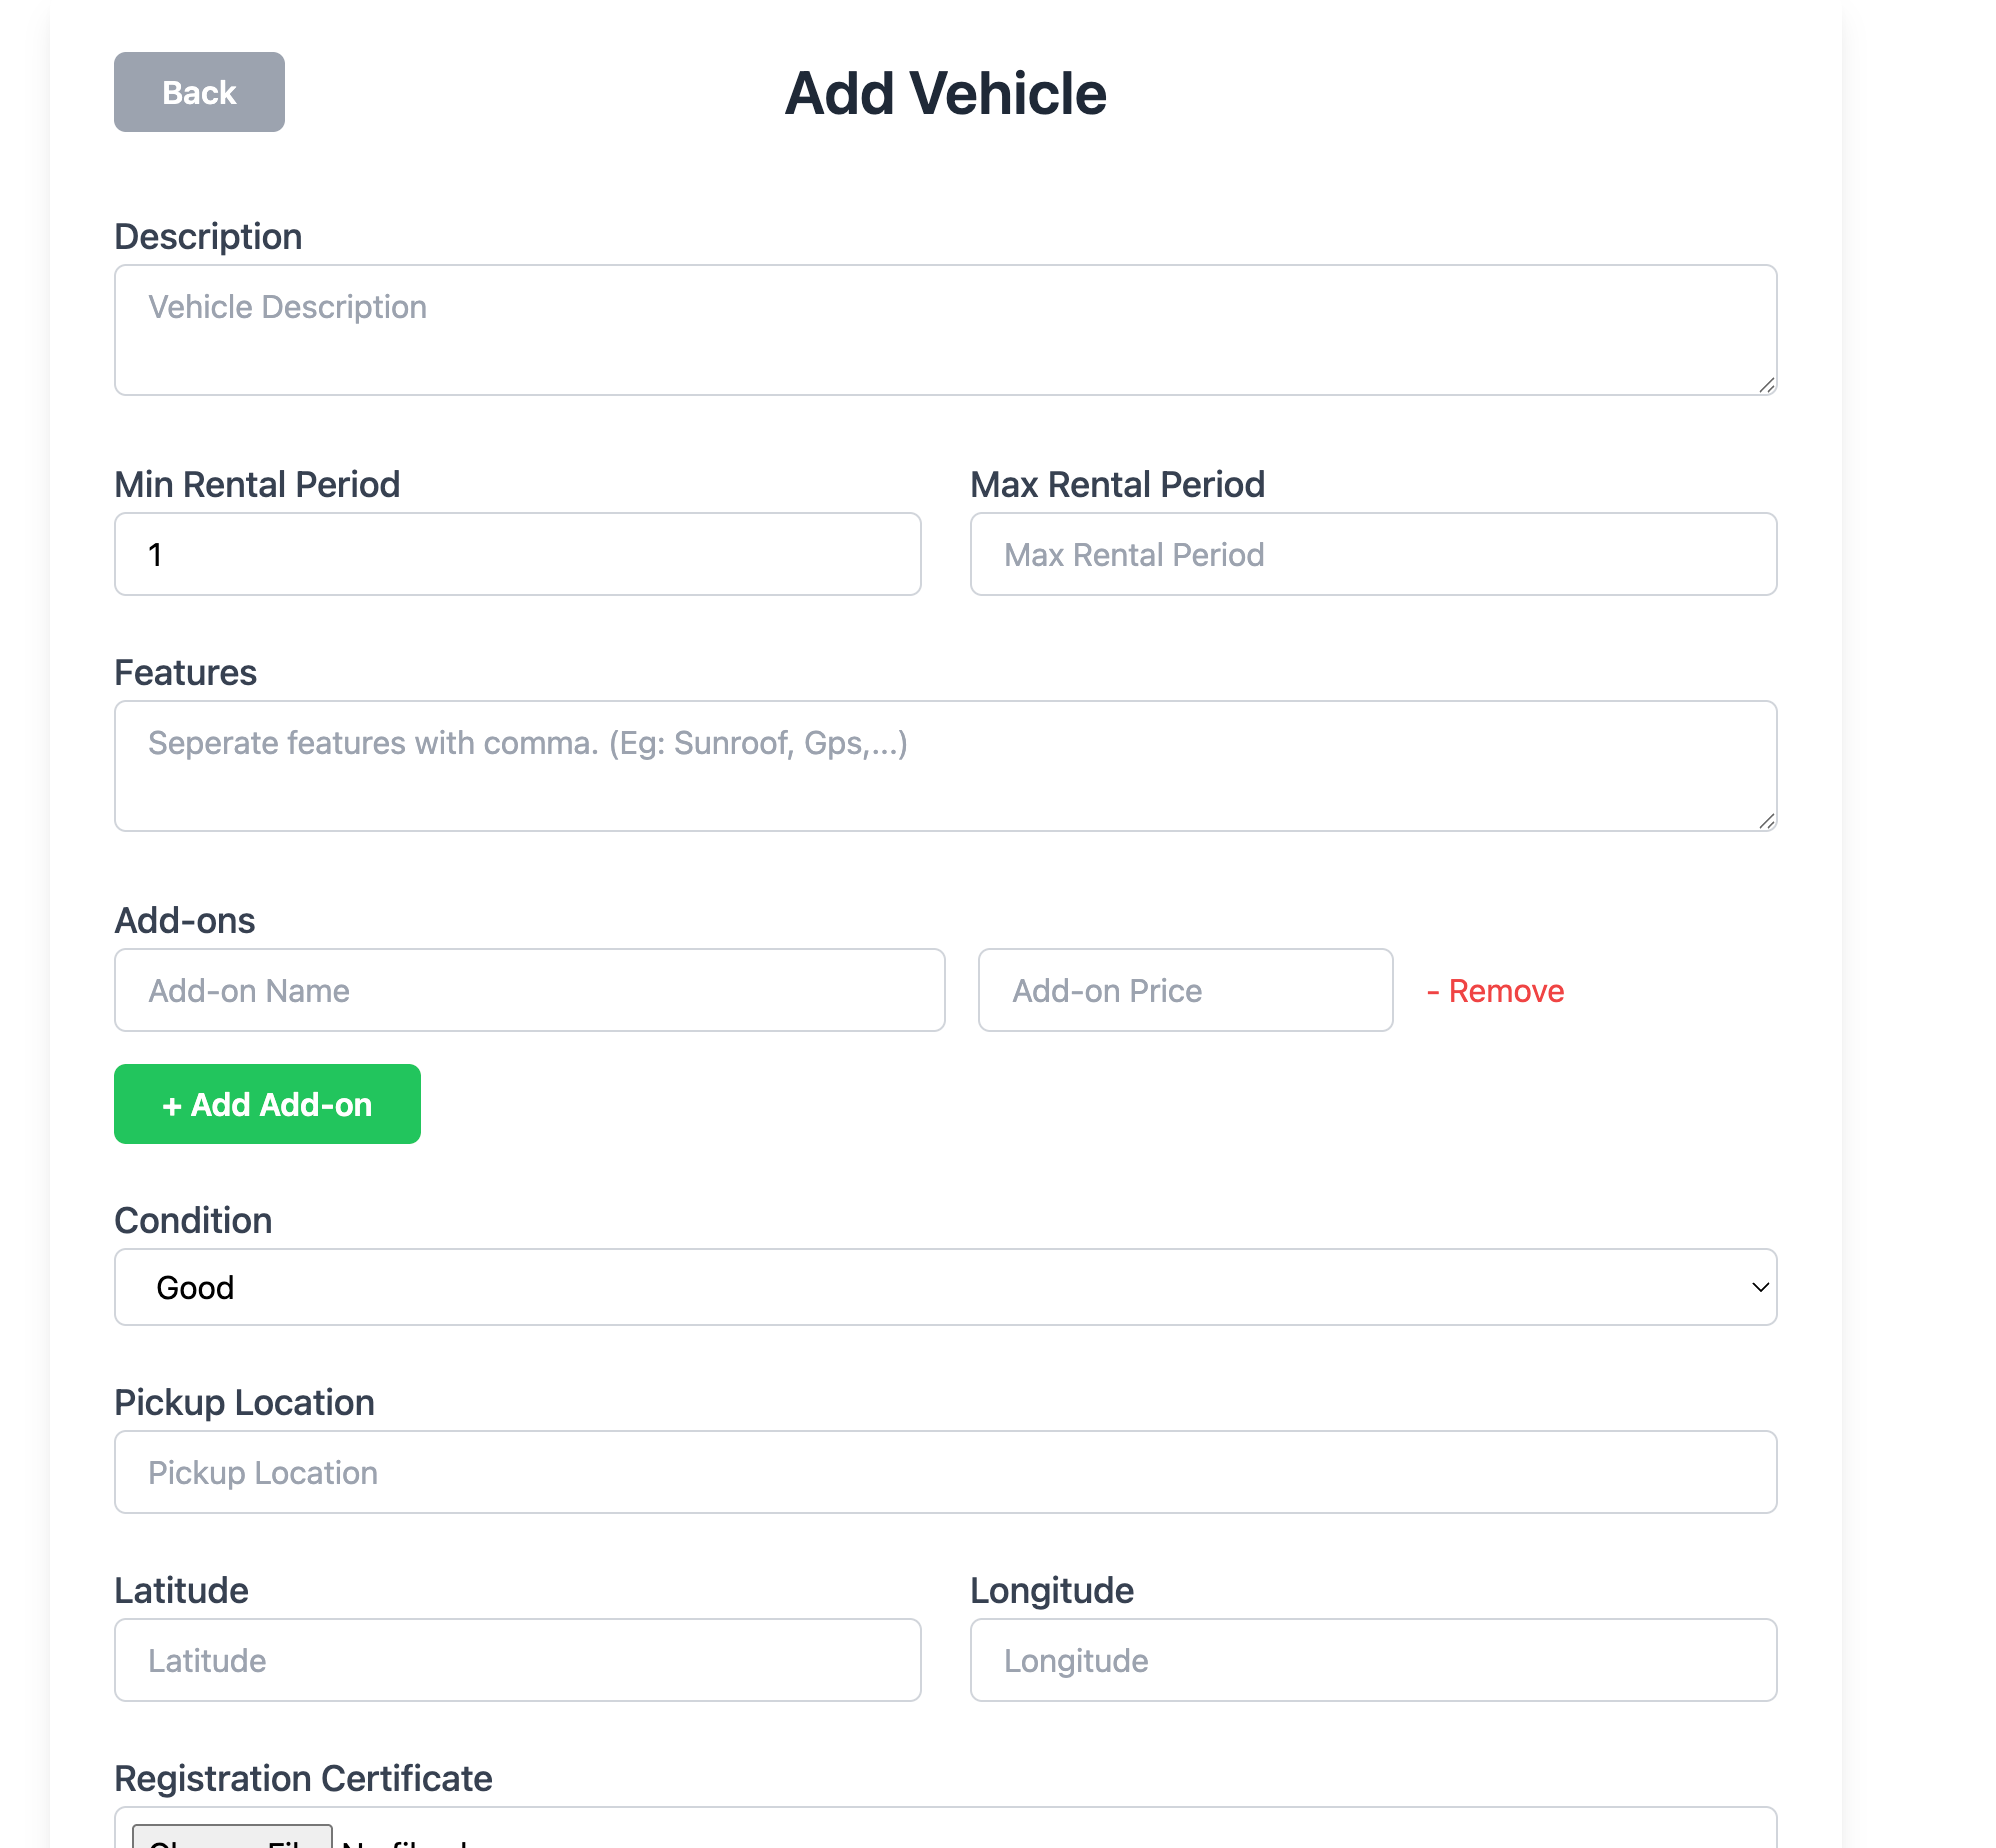 Back
Add Vehicle
Description
Vehicle Description
Min Rental Period
Max Rental Period
1
Max Rental Period
Features
Seperate features with comma. (Eg: Sunroof, Gps,...)
Add-ons
Add-on Name
Add-on Price
- Remove
+ Add Add-on
Condition
Good
Pickup Location
Pickup Location
Latitude
Longitude
Latitude
Longitude
Registration Certificate